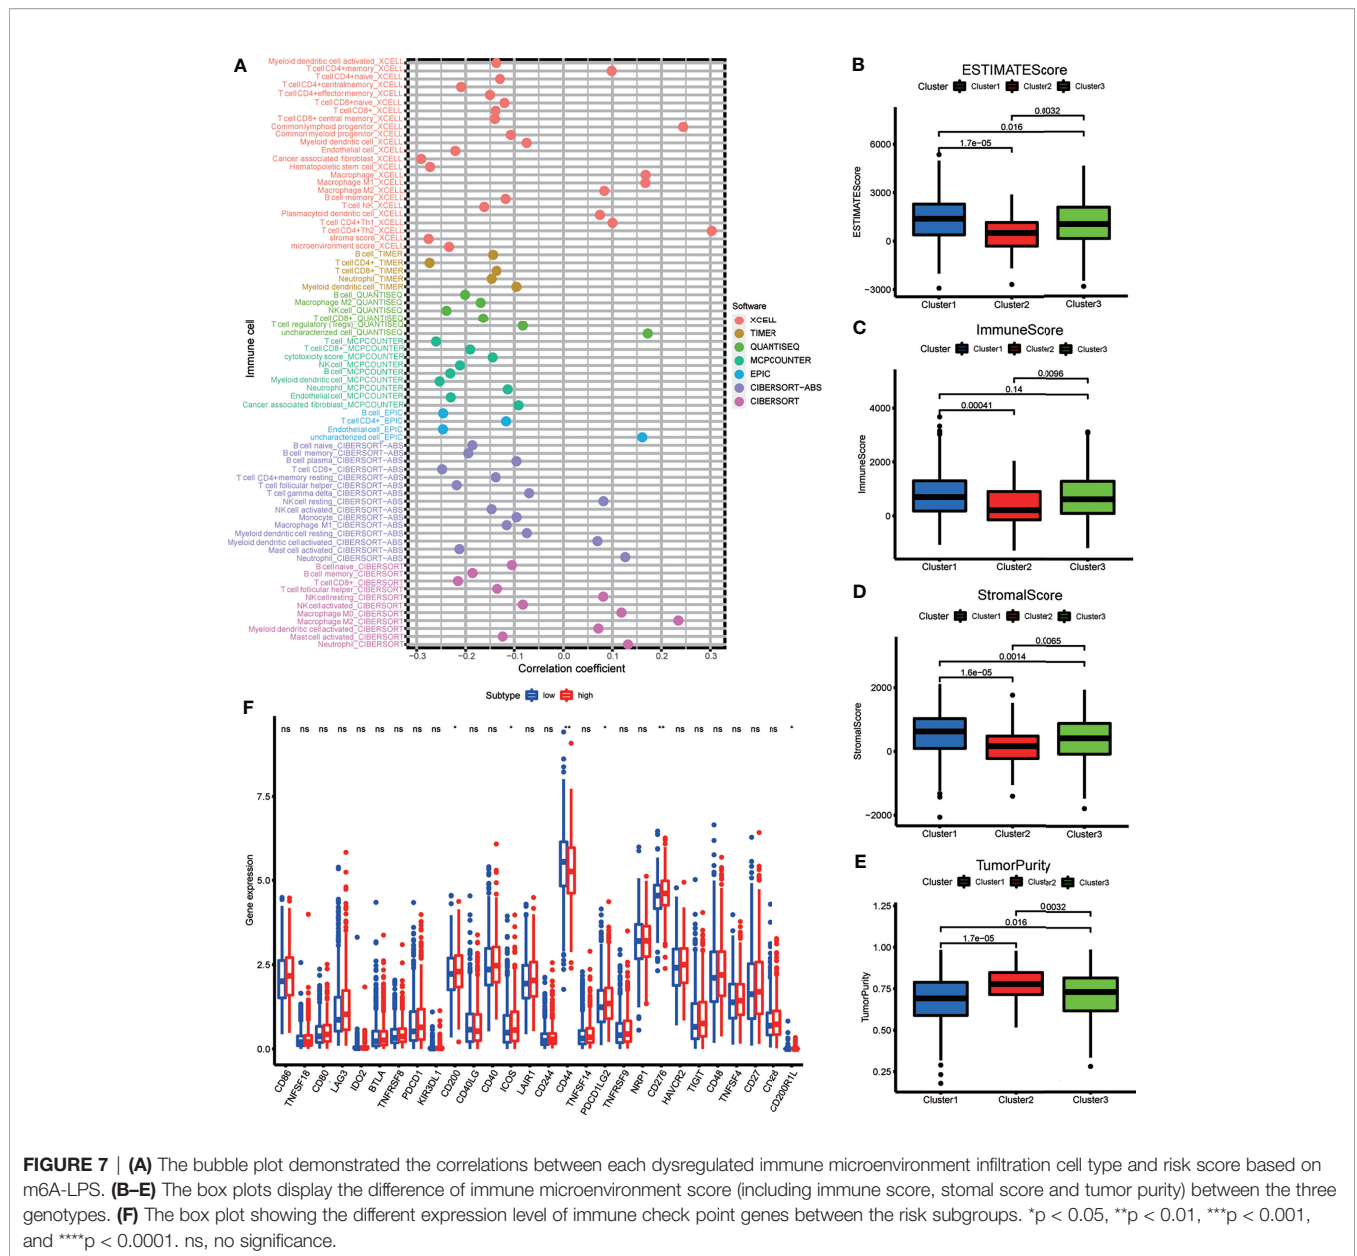 A
Myeloid dendritic cell activated_XCELL
T cell CD4+memory_XCELL
T cell CD4+naive_XCELL
T cell CD4+centralmemory_XCELL
T cell CD4+effectormemory_XCELL
T cell CD8+naive_XCELL
T cell CD8+_XCELL
T cell CD8+ central memory_XCELL
Common lymphoid progenitor_XCELL
Common myeloid progenitor_XCELL
Myeloid dendritic cell_XCELL
Endothelial cell_XCELL
Cancer associated fibroblast_XCELL
Hematopoietic stem cell_XCELL
Macrophage_XCELL
Macrophage M1_XCELL
Macrophage M2_XCELL
B cell memory_XCELL
T cell NK_XCELL
Plasmacytoid dendritic cell_XCELL
T cell CD4+Th1_XCELL
T cell CD4+Th2_XCELL
stroma score_XCELL
microenvironment score_XCELL
B cell_TIMER
T cell CD4+_TIMER
T cell CD8+_TIMER
Neutrophil_TIMER
Myeloid dendritic cell_TIMER
B cell_QUANTISEQ
Macrophage M2_QUANTISEQ
NK cell_QUANTISEQ
T cell CD8+_QUANTISEQ
T cell regulatory (Tregs)_QUANTISEQ
uncharacterized cell_QUANTISEQ
T cell_MCPCOUNTER
T cell CD8+_MCPCOUNTER
cytotoxicity score_MCPCOUNTER
NK cell_MCPCOUNTER
B cell_MCPCOUNTER
Myeloid dendritic cell_MCPCOUNTER
Neutrophil_MCPCOUNTER
Endothelial cell_MCPCOUNTER
Cancer associated fibroblast_MCPCOUNTER
B cell_EPIC
T cell CD4+_EPIC
Endothelial cell_EPIC
uncharacterized cell_EPIC
B cell naive_CIBERSORT−ABS
B cell memory_CIBERSORT−ABS
B cell plasma_CIBERSORT−ABS
T cell CD8+_CIBERSORT−ABS
T cell CD4+memory resting_CIBERSORT−ABS
T cell follicular helper_CIBERSORT−ABS
T cell gamma delta_CIBERSORT−ABS
NK cell resting_CIBERSORT−ABS
NK cell activated_CIBERSORT−ABS
Monocyte_CIBERSORT−ABS
Macrophage M1_CIBERSORT−ABS
Myeloid dendritic cell resting_CIBERSORT−ABS
Myeloid dendritic cell activated_CIBERSORT−ABS
Mast cell activated_CIBERSORT−ABS
Neutrophil_CIBERSORT−ABS
B cell naive_CIBERSORT
B cell memory_CIBERSORT
T cell CD8+_CIBERSORT
T cell follicular helper_CIBERSORT
NK cell resting_CIBERSORT
NK cell activated_CIBERSORT
Macrophage M0_CIBERSORT
Macrophage M2_CIBERSORT
Myeloid dendritic cell activated_CIBERSORT
Mast cell activated_CIBERSORT
Neutrophil_CIBERSORT
Immune cell
−0.3 −0.2 −0.1 0.0 0.1 0.2 0.3
Correlation coefficient
Software
XCELL
TIMER
QUANTISEQ
MCPCOUNTER
EPIC
CIBERSORT−ABS
CIBERSORT
B
ESTIMATEScore
Cluster Cluster1 Cluster2 Cluster3
0.0032
0.016
1.7e−05
6000
3000
0
−3000
ESTIMATEScore
Cluster1 Cluster2 Cluster3
C
ImmuneScore
Cluster Cluster1 Cluster2 Cluster3
0.0096
0.14
0.00041
4000
2000
0
ImmuneScore
Cluster1 Cluster2 Cluster3
D
StromalScore
Cluster Cluster1 Cluster2 Cluster3
0.0065
0.0014
1.6e−05
2000
0
−2000
StromalScore
Cluster1 Cluster2 Cluster3
E
TumorPurity
Cluster Cluster1 Cluster2 Cluster3
0.0032
0.016
1.7e−05
1.25
1.00
0.75
0.50
0.25
TumorPurity
Cluster1 Cluster2 Cluster3
F
Subtype low high
ns ns ns ns ns ns ns ns ns * ns ns * ns ns ** ns * ns ns ** ns ns ns ns ns ns *
7.5
5.0
2.5
0.0
Gene expression
CD86 TNFSF18 CD80 LAG3 IDO2 BTLA TNFRSF8 PDCD1 KIR3DL1 CD200 CD40LG CD40 ICOS LAIR1 CD244 CD44 TNFSF14 PDCD1LG2 TNFRSF9 NRP1 CD276 HAVCR2 TIGIT CD48 TNFSF4 CD27 CD28 CD200R1L
FIGURE 7 | (A) The bubble plot demonstrated the correlations between each dysregulated immune microenvironment infiltration cell type and risk score based on
m6A-LPS. (B–E) The box plots display the difference of immune microenvironment score (including immune score, stomal score and tumor purity) between the three
genotypes. (F) The box plot showing the different expression level of immune check point genes between the risk subgroups. *p < 0.05, **p < 0.01, ***p < 0.001,
and ****p < 0.0001. ns, no significance.